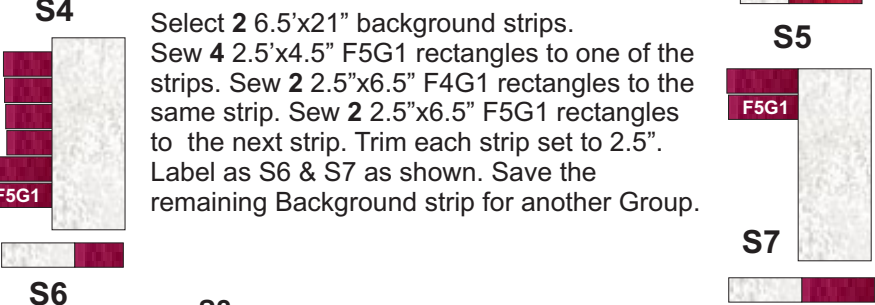 S4
Select 2 6.5'x21” background strips.
Sew 4 2.5'x4.5” F5G1 rectangles to one of the
strips. Sew 2 2.5”x6.5” F4G1 rectangles to the
same strip. Sew 2 2.5”x6.5” F5G1 rectangles
to the next strip. Trim each strip set to 2.5”.
Label as S6 & S7 as shown. Save the
remaining Background strip for another Group.
S5
F5G1
F5G1
S7
S6